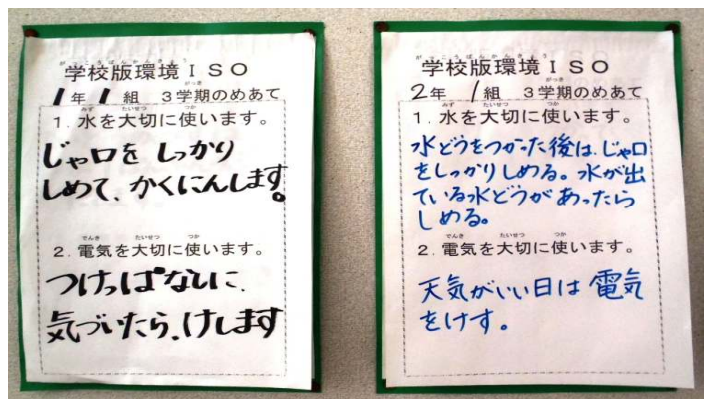 学校版環境ISO
1年1組 3学期のめあて
1.水を大切に使います。
じゃ口をしっかり
しめて、かくにんします。
2.電気を大切に使います。
つけっぱなしに、
気づいたら、けします
学校版環境ISO
2年1組 3学期のめあて
1.水を大切に使います。
水どうをつかった後は、じゃ口
をしっかりしめる。水が出
ている水どうがあったら
しめる。
2.電気を大切に使います。
天気がいい日は電気
をけす。